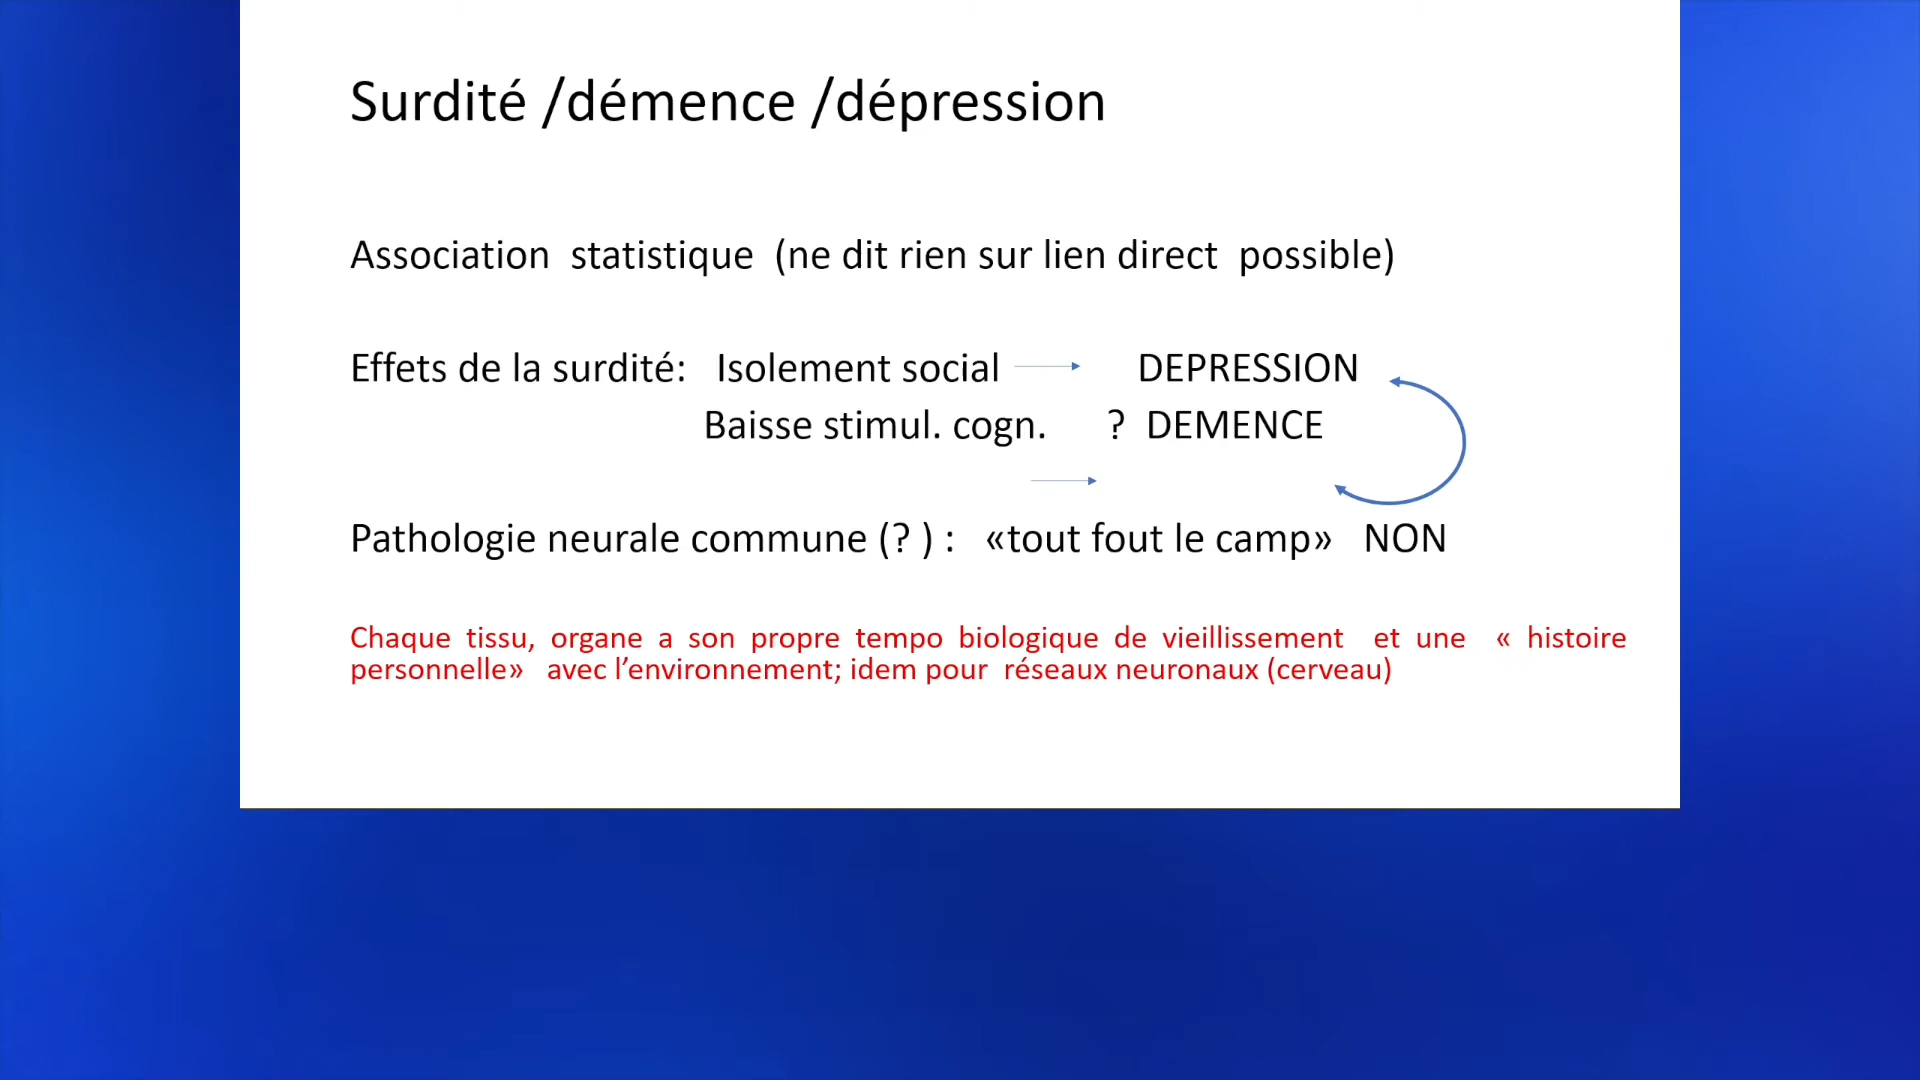 Surdité /démence /dépression
Association statistique (ne dit rien sur lien direct possible)
Effets de la surdité: Isolement social DEPRESSION
Baisse stimul. cogn. ? DEMENCE
Pathologie neurale commune (? ) : «tout fout le camp» NON
Chaque tissu, organe a son propre tempo biologique de vieillissement et une « histoire
personnelle» avec l’environnement; idem pour réseaux neuronaux (cerveau)